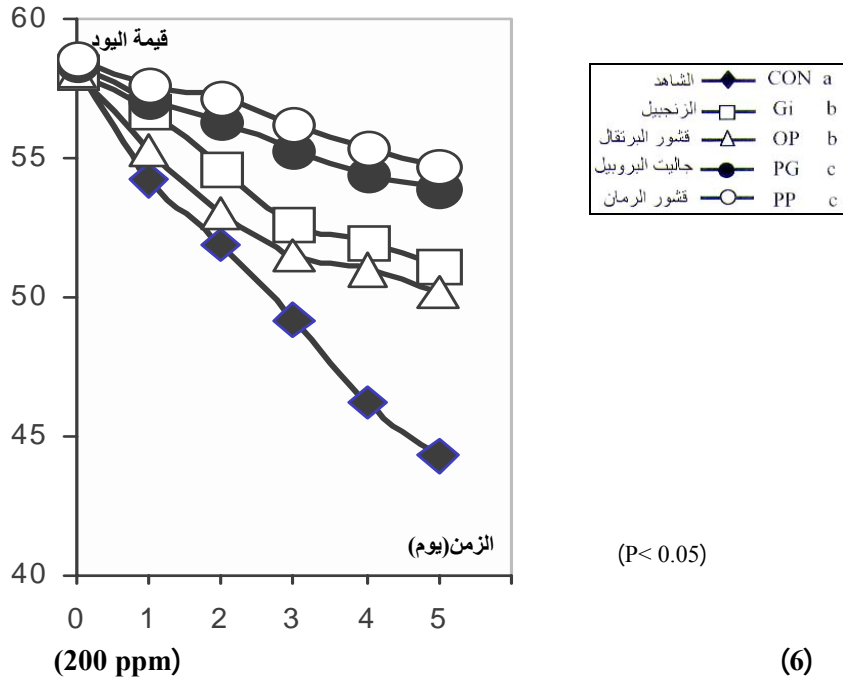 60
قيمة اليود
55
50
45
40
0 1 2 3 4 5
الزمن(يوم)
الشاهد CON a
الزنجبيل Gi b
قشور البرتقال OP b
جاليت البروبيل PG c
قشور الرمان PP c
(P< 0.05)
(200 ppm)
(6)